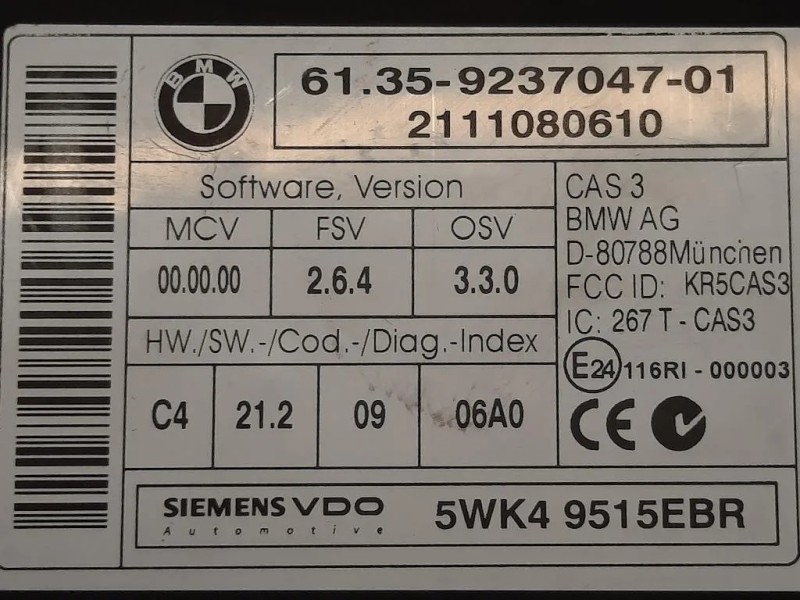 BMW
61.35-9237047-01
2111080610
Software, Version
MCV FSV OSV
00.00.00 2.6.4 3.3.0
HW./SW.-/Cod.-/Diag.-Index
C4 21.2 09 06A0
CAS 3
BMW AG
D-80788München
FCC ID: KR5CAS3
IC: 267 T - CAS3
E24 116RI - 000003
CE
SIEMENS VDO
Automotive
5WK4 9515EBR